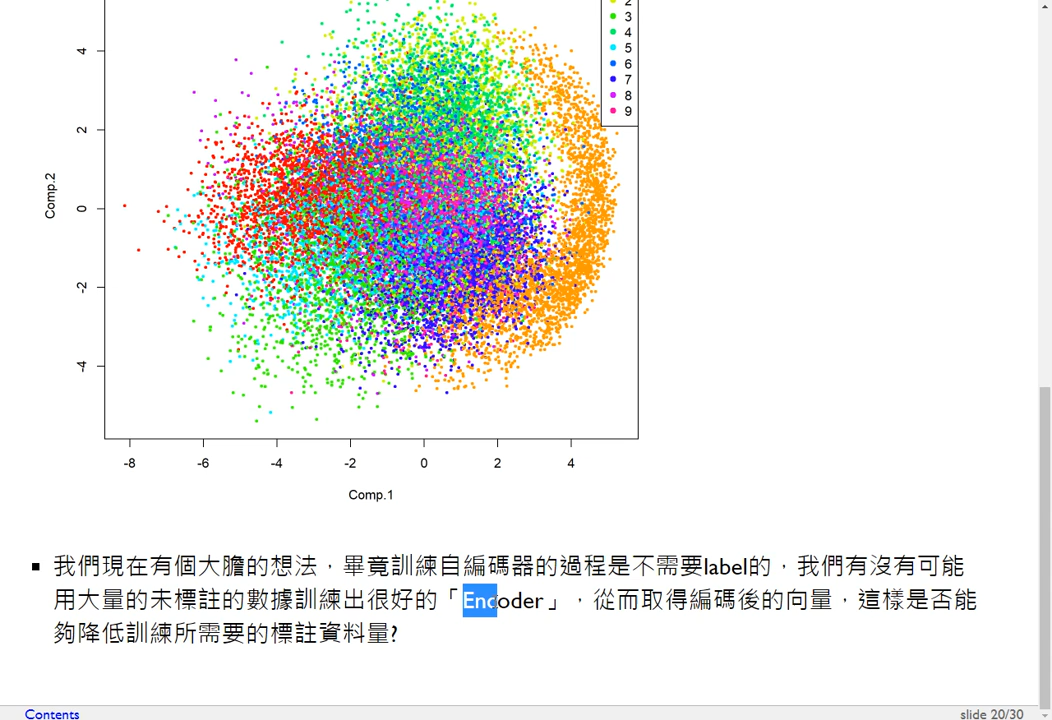 2
3
4
5
6
7
8
9
4
2
0
-2
-4
Comp.2
-8 -6 -4 -2 0 2 4
Comp.1
我們現在有個大膽的想法，畢竟訓練自編碼器的過程是不需要label的，我們有沒有可能
用大量的未標註的數據訓練出很好的「Encoder」，從而取得編碼後的向量，這樣是否能
夠降低訓練所需要的標註資料量?
Contents
slide 20/30